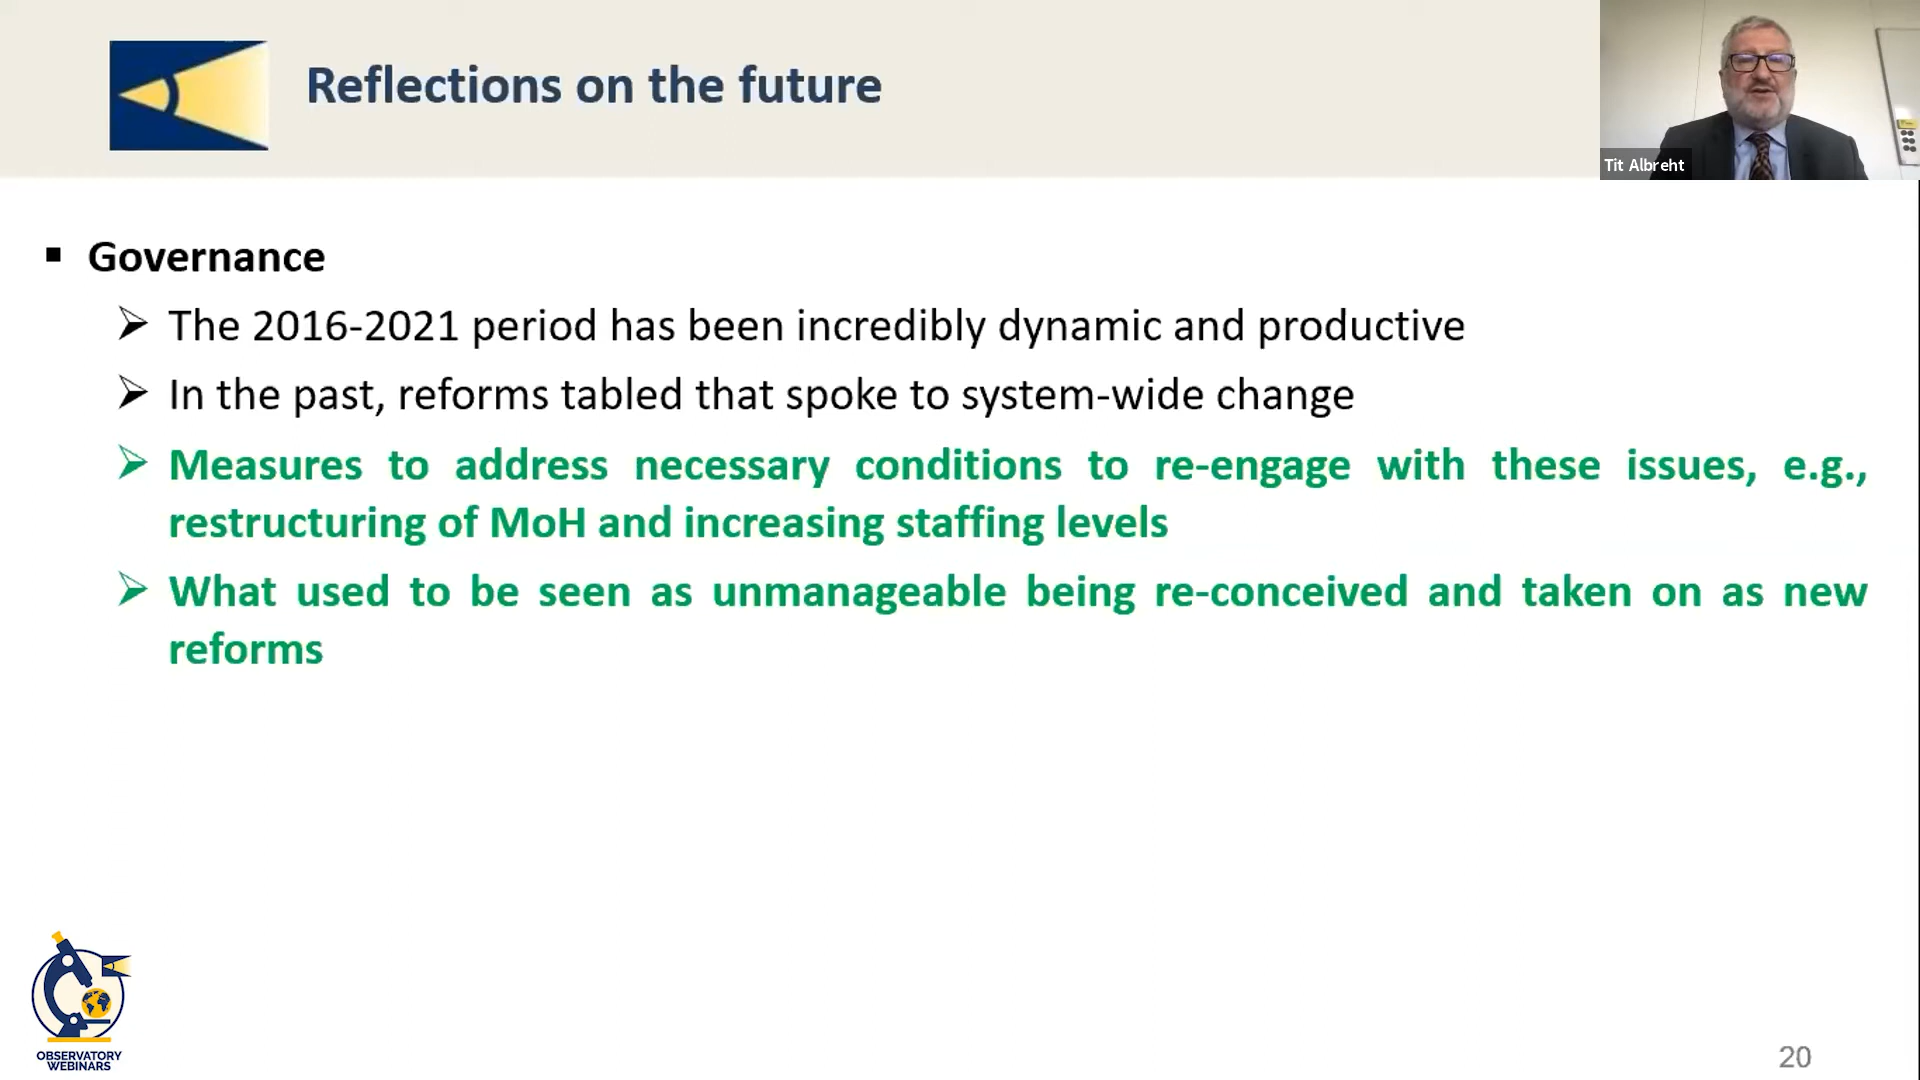 Reflections on the future
Tit Albreht
▪ Governance
➢ The 2016-2021 period has been incredibly dynamic and productive
➢ In the past, reforms tabled that spoke to system-wide change
➢ Measures to address necessary conditions to re-engage with these issues, e.g.,
restructuring of MoH and increasing staffing levels
➢ What used to be seen as unmanageable being re-conceived and taken on as new
reforms
OBSERVATORY
WEBINARS
20